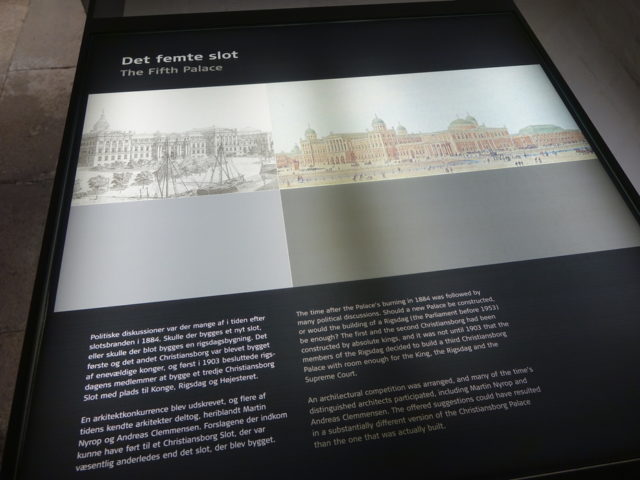 Det femte slot
The Fifth Palace
Politiske diskussioner var der mange af i tiden efter
slotsbranden i 1884. Skulle der bygges et nyt slot,
eller skulle der blot bygges en rigsdagsbygning. Det
første og det andet Christiansborg var blevet bygget
af enevældige konger, og først i 1903 besluttede rigs-
dagens medlemmer at bygge et tredje Christiansborg
Slot med plads til Konge, Rigsdag og Højesteret.
En arkitektkonkurrence blev udskrevet, og flere af
tidens kendte arkitekter deltog, heriblandt Martin
Nyrop og Andreas Clemmensen. Forslagene der indkom
kunne have ført til et Christiansborg Slot, der var
væsentlig anderledes end det slot, der blev bygget.
The time after the Palace's burning in 1884 was followed by
many political discussions. Should a new Palace be constructed,
or would the building of a Rigsdag (the Parliament before 1953)
be enough? The first and the second Christiansborg had been
constructed by absolute kings, and it was not until 1903 that the
members of the Rigsdag decided to build a third Christiansborg
Palace with room enough for the King, the Rigsdag and the
Supreme Court.
An architectural competition was arranged, and many of the time's
distinguished architects participated, including Martin Nyrop and
Andreas Clemmensen. The offered suggestions could have resulted
in a substantially different version of the Christiansborg Palace
than the one that was actually built.